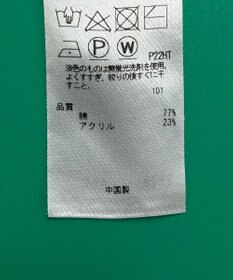 P W
P22HT
淡色のものは無蛍光洗剤を使用。
よくすすぎ、絞りの後すぐに干
すこと。
101
品質
綿 77%
アクリル 23%
中国製